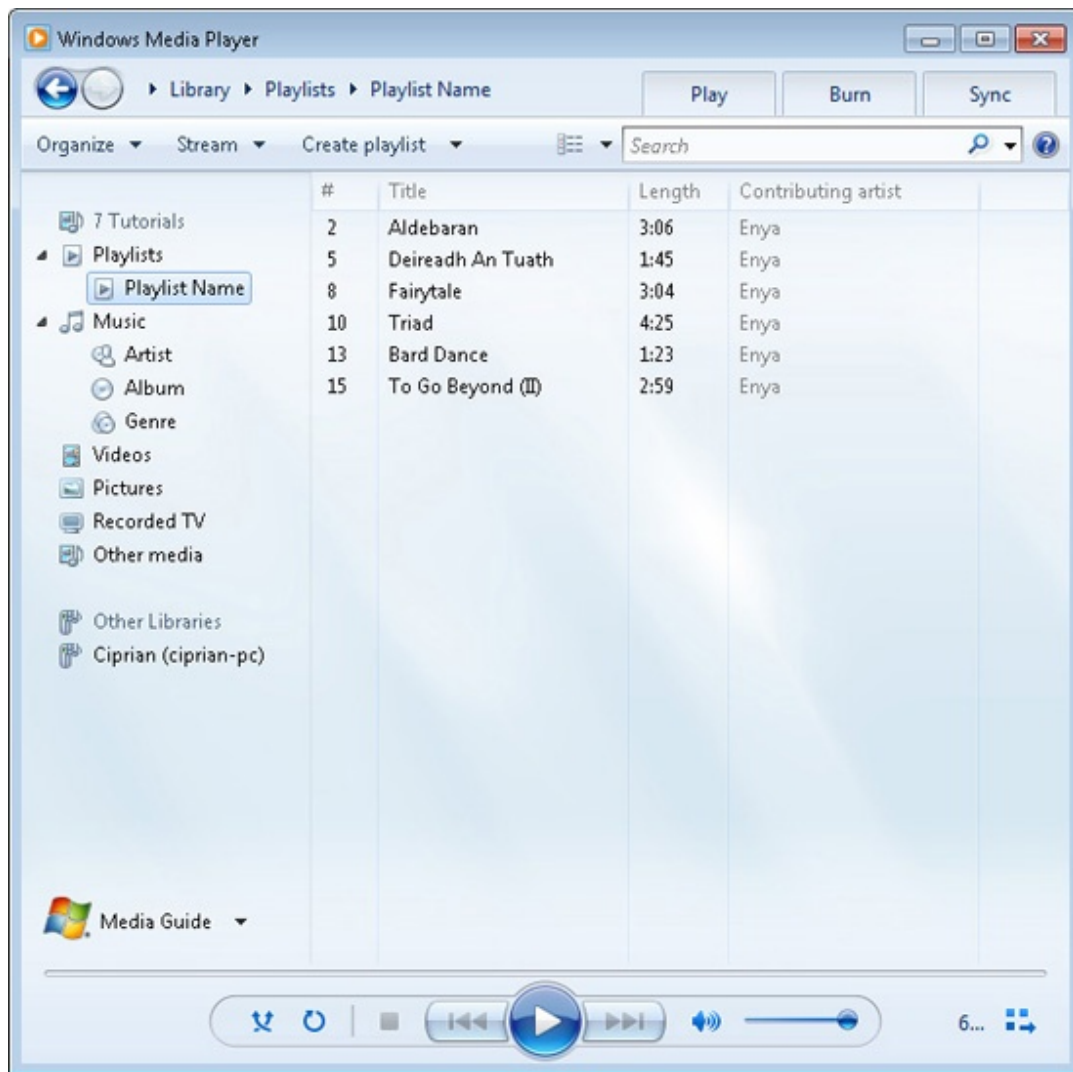 Windows Media Player
Library Playlists Playlist Name Play Burn Sync
Organize Stream Create playlist Search
# Title Length Contributing artist
7 Tutorials
Playlists
Playlist Name
Music
Artist
Album
Genre
Videos
Pictures
Recorded TV
Other media
Other Libraries
Ciprian (ciprian-pc)
2 Aldebaran 3:06 Enya
5 Deireadh An Tuath 1:45 Enya
8 Fairytale 3:04 Enya
10 Triad 4:25 Enya
13 Bard Dance 1:23 Enya
15 To Go Beyond (II) 2:59 Enya
Media Guide
6...